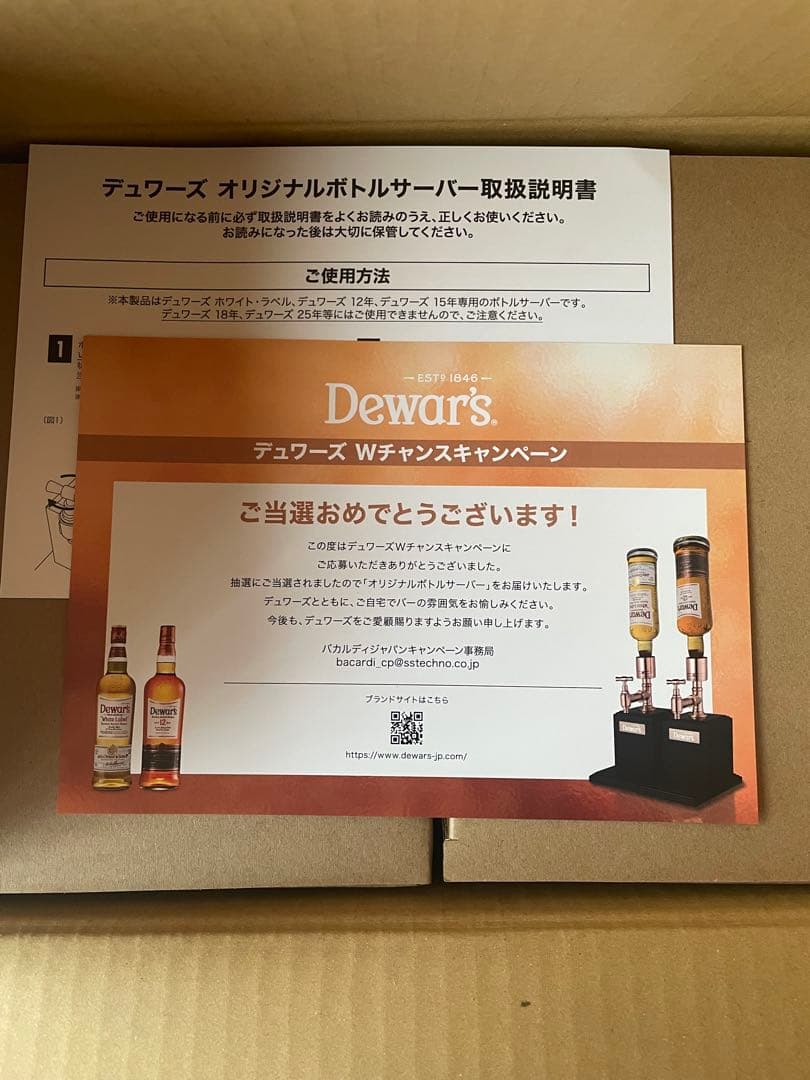 デュワーズ オリジナルボトルサーバー取扱説明書
ご使用になる前に必ず取扱説明書をよくお読みのうえ、正しくお使いください。
お読みになった後は大切に保管してください。
ご使用方法
※本製品はデュワーズ ホワイト・ラベル、デュワーズ 12年、デュワーズ 15年専用のボトルサーバーです。
デュワーズ 18年、デュワーズ 25年等にはご使用できませんので、ご注意ください。
1
(図1)
ESTD 1846
Dewar's®
デュワーズ Wチャンスキャンペーン
ご当選おめでとうございます!
この度はデュワーズWチャンスキャンペーンに
ご応募いただきありがとうございました。
抽選にご当選されましたので「オリジナルボトルサーバー」をお届けいたします。
デュワーズとともに、ご自宅でバーの雰囲気をお愉しみください。
今後も、デュワーズをご愛顧賜りますようお願い申し上げます。
バカルディジャパンキャンペーン事務局
bacardi_cp@sstechno.co.jp
ブランドサイトはこちら
https://www.dewars-jp.com/
Dewar's
"White Label"
Dewar's
12
Dewar's
Dewar's
Dewar's
Dewar's